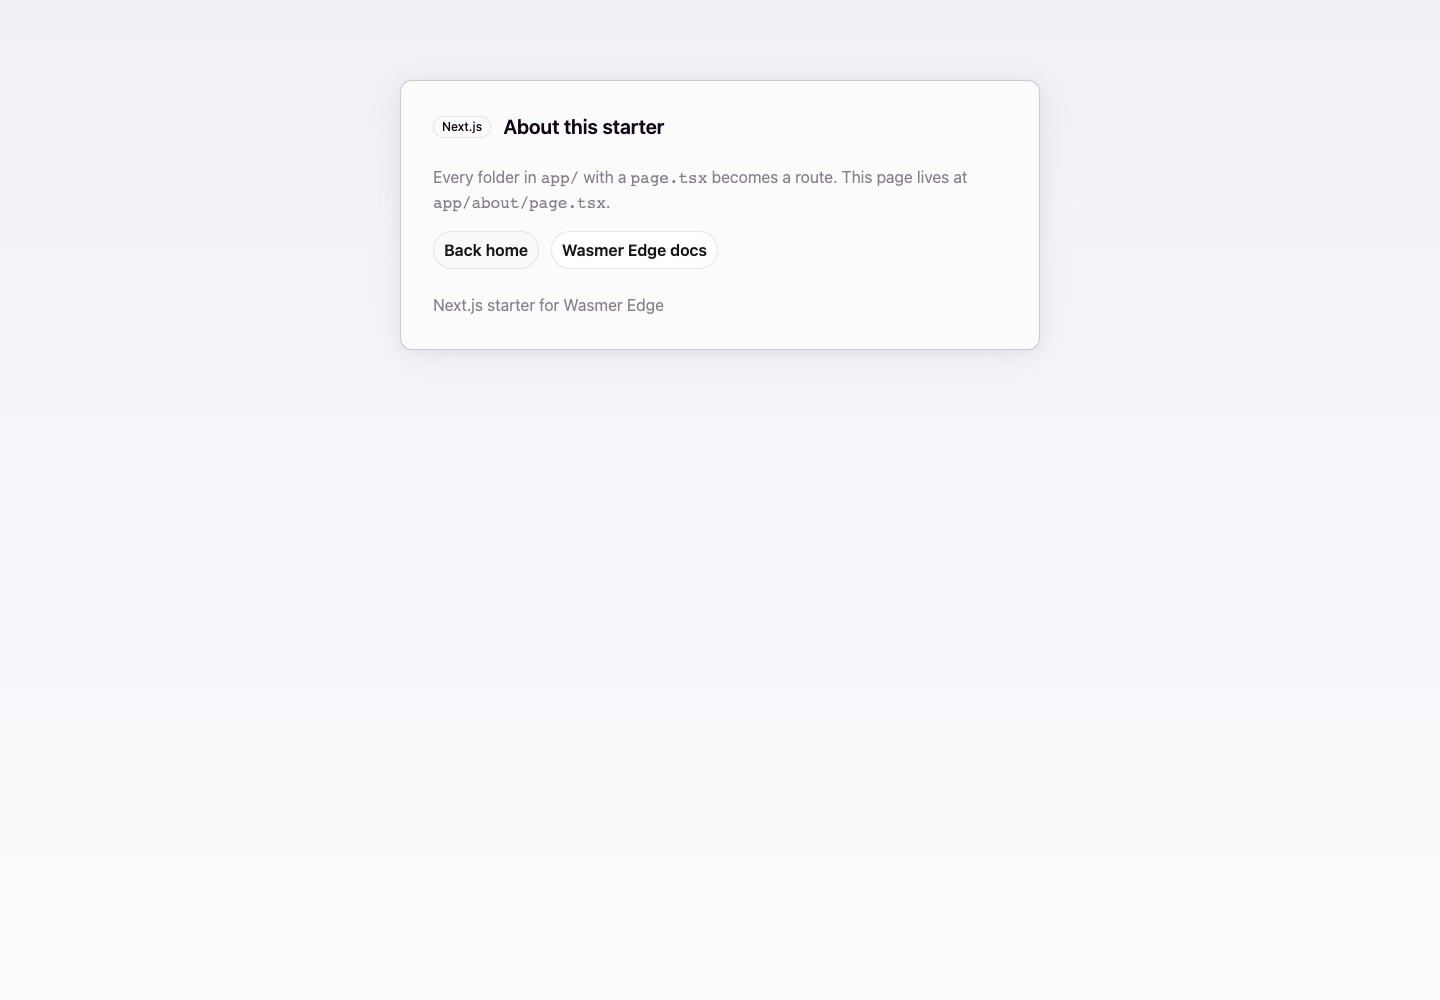 Next.js About this starter
Every folder in app/ with a page.tsx becomes a route. This page lives at
app/about/page.tsx.
Back home Wasmer Edge docs
Next.js starter for Wasmer Edge